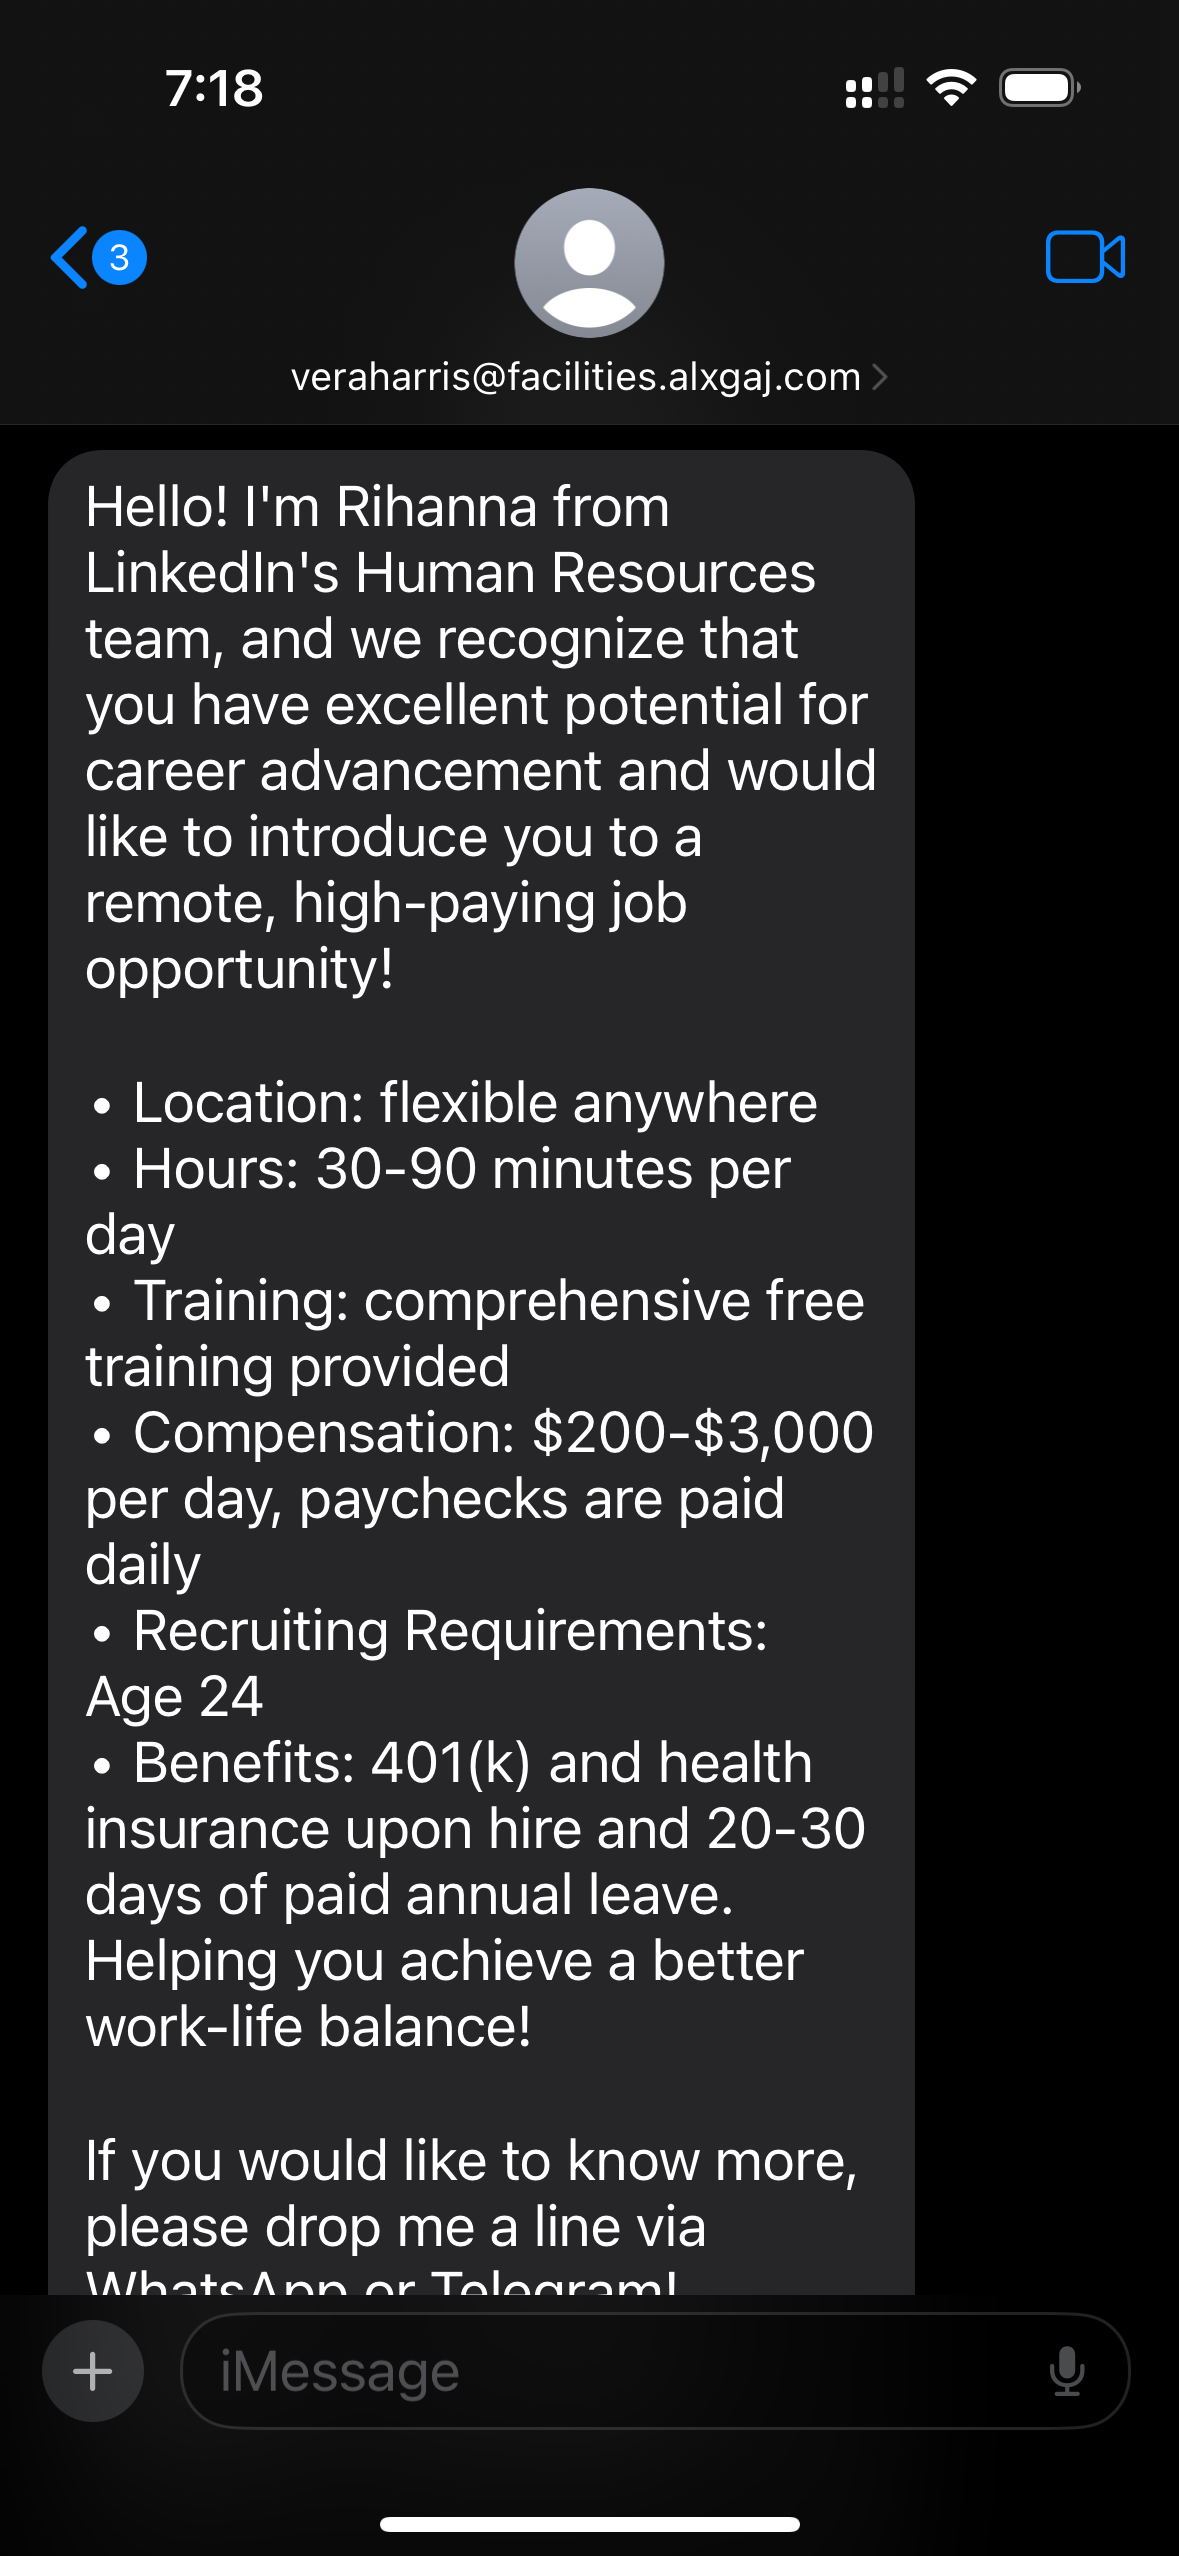 7:18
3
veraharris@facilities.alxgaj.com
Hello! I'm Rihanna from
LinkedIn's Human Resources
team, and we recognize that
you have excellent potential for
career advancement and would
like to introduce you to a
remote, high-paying job
opportunity!
• Location: flexible anywhere
• Hours: 30-90 minutes per
day
• Training: comprehensive free
training provided
• Compensation: $200-$3,000
per day, paychecks are paid
daily
• Recruiting Requirements:
Age 24
• Benefits: 401(k) and health
insurance upon hire and 20-30
days of paid annual leave.
Helping you achieve a better
work-life balance!
If you would like to know more,
please drop me a line via
WhatsApp or Telegram!
iMessage